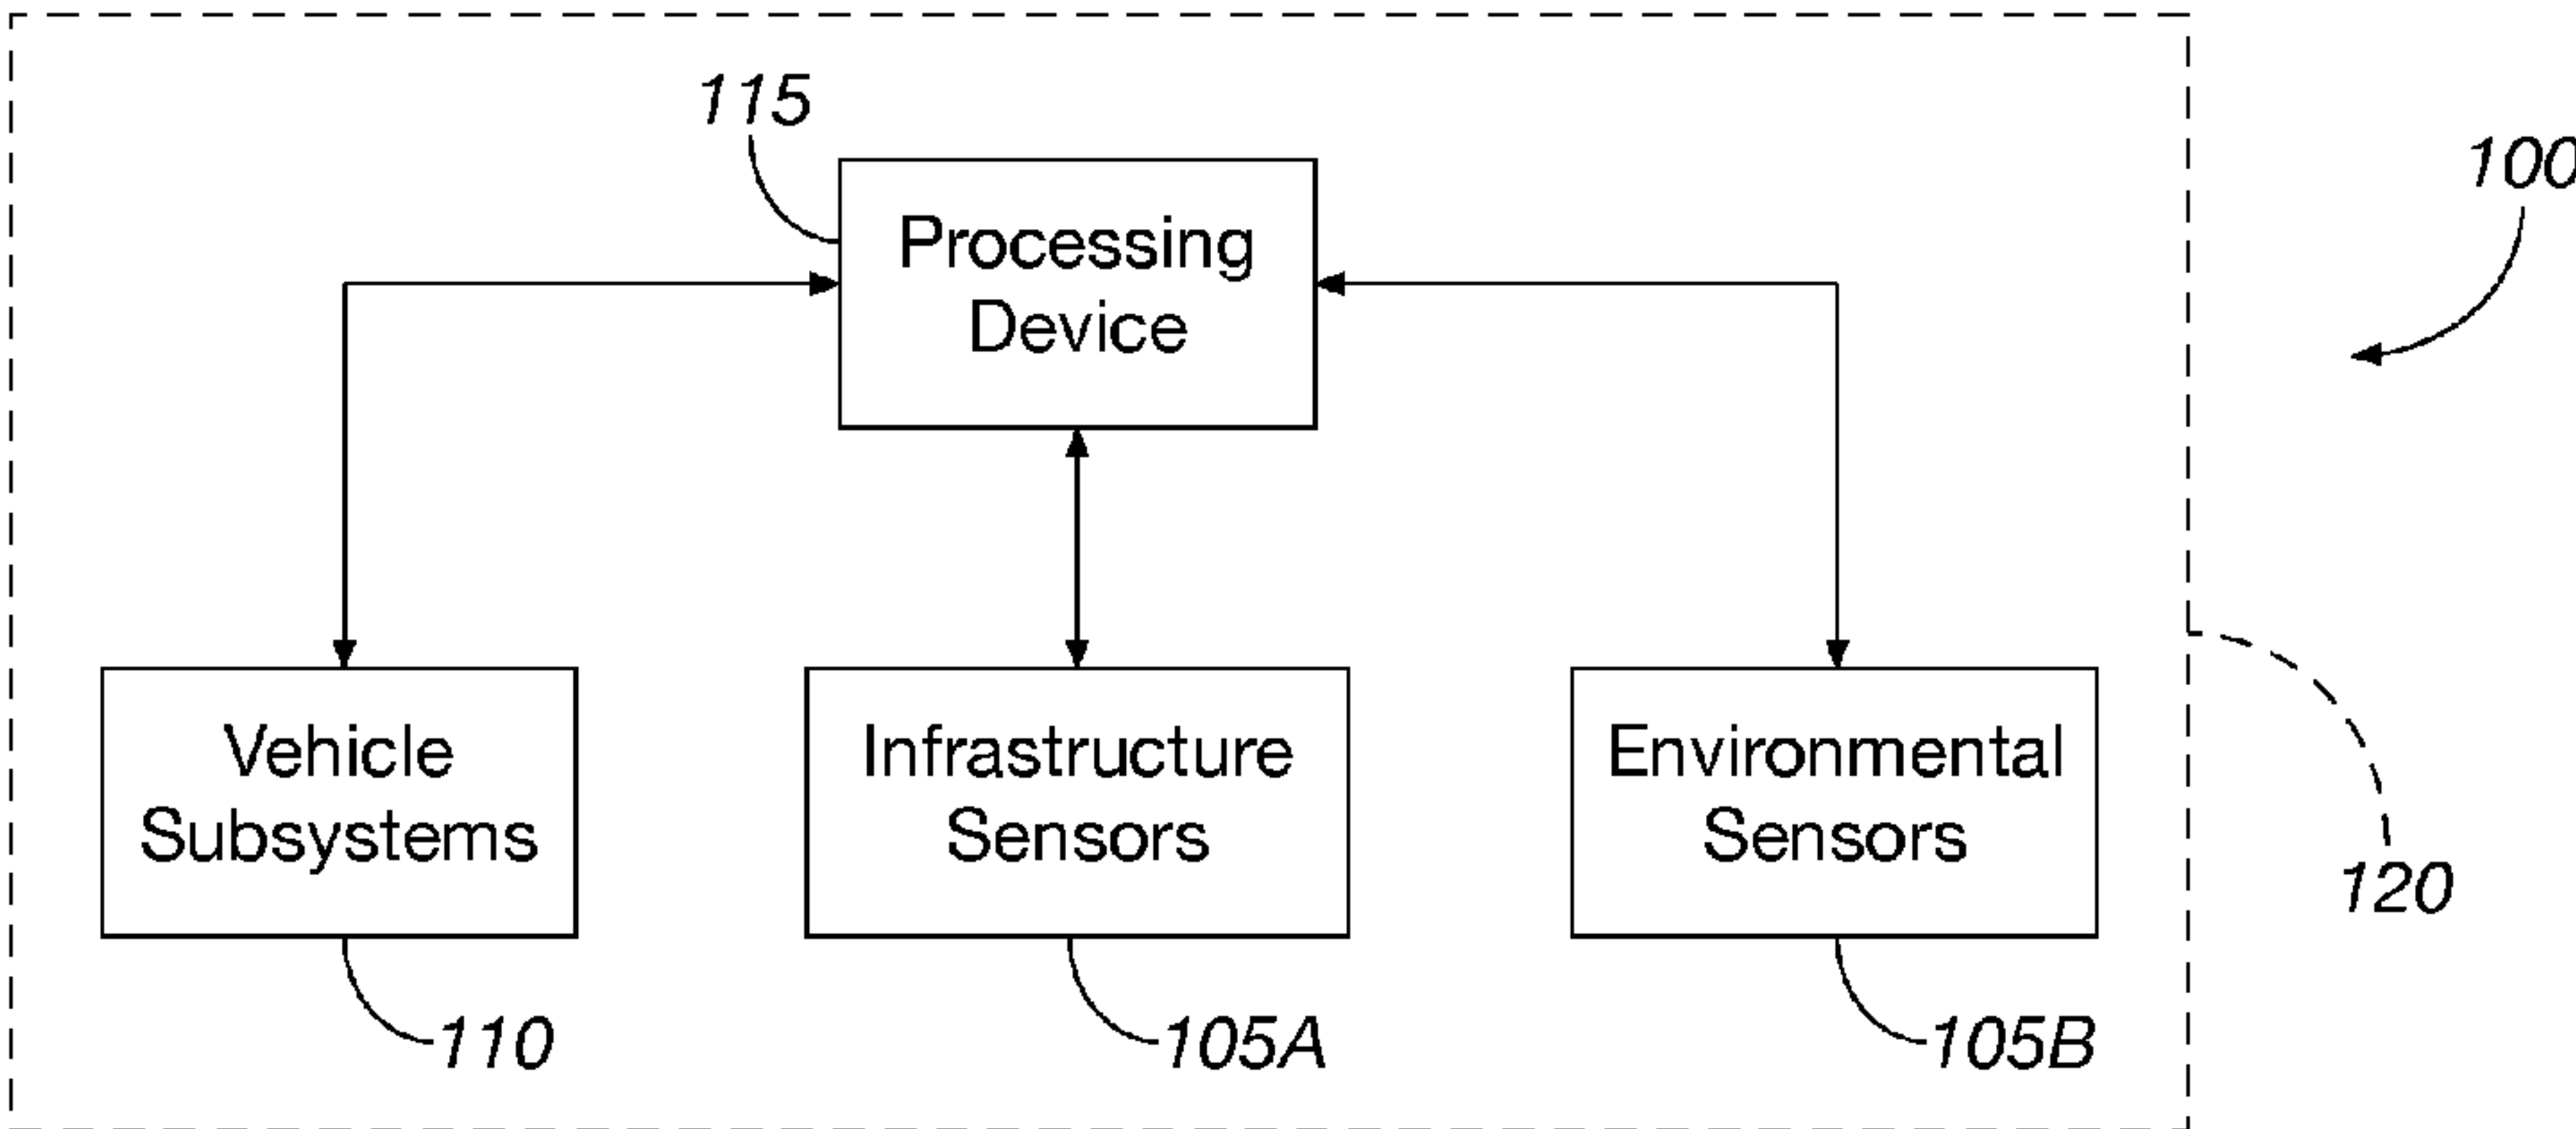 115
100
Processing
Device
Vehicle
Subsystems
Infrastructure
Sensors
Environmental
Sensors
120
110
105A
105B